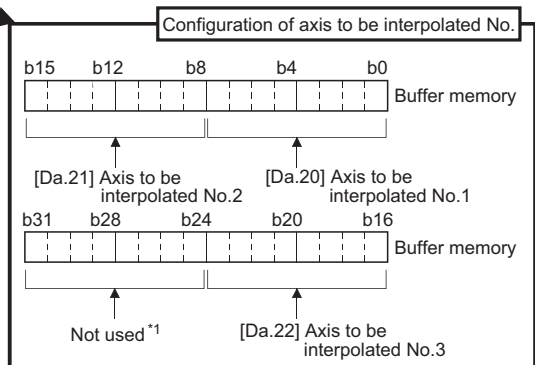 Configuration of axis to be interpolated No.
b15 b12 b8 b4 b0
Buffer memory
[Da.21] Axis to be interpolated No.2
[Da.20] Axis to be interpolated No.1
b31 b28 b24 b20 b16
Buffer memory
Not used *1
[Da.22] Axis to be interpolated No.3